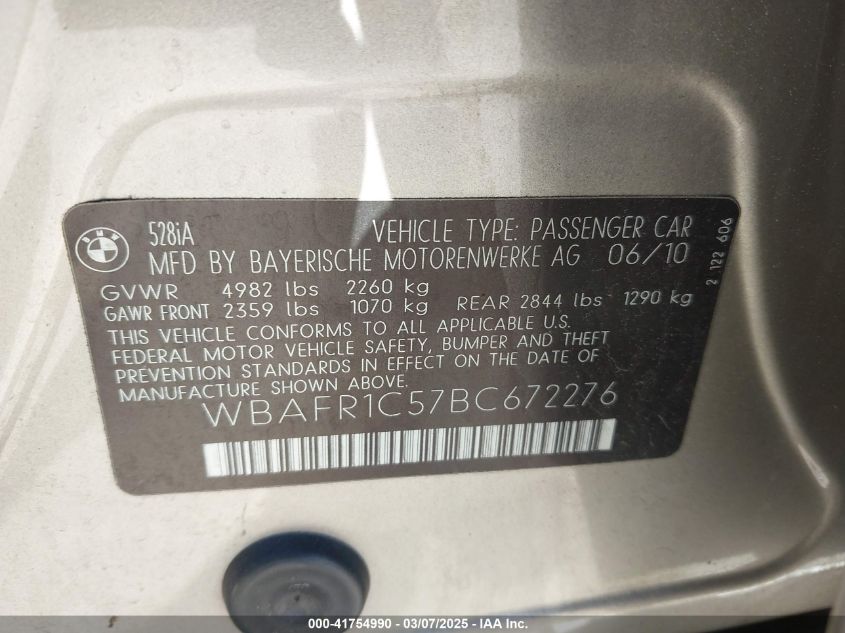 BMW
528iA VEHICLE TYPE: PASSENGER CAR
MFD BY BAYERISCHE MOTORENWERKE AG 06/10
GVWR 4982 lbs 2260 kg
GAWR FRONT 2359 lbs 1070 kg REAR 2844 lbs 1290 kg
THIS VEHICLE CONFORMS TO ALL APPLICABLE U.S.
FEDERAL MOTOR VEHICLE SAFETY, BUMPER AND THEFT
PREVENTION STANDARDS IN EFFECT ON THE DATE OF
MANUFACTURE SHOWN ABOVE.
WBAFR1C57BC672276
2 122 606
000-41754990 - 03/07/2025 - IAA Inc.